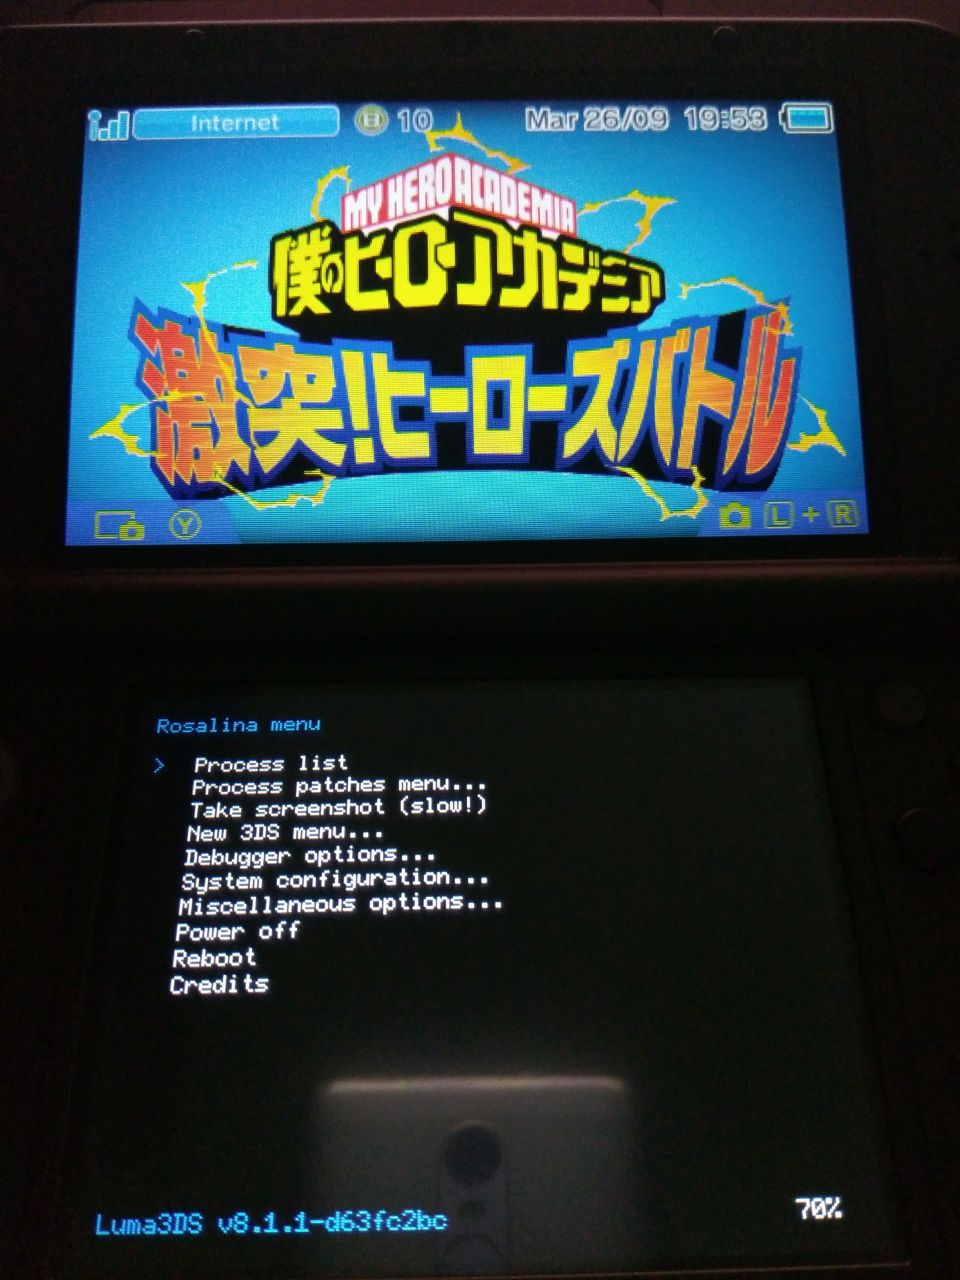 Internet 10 Mar 26/09 19:53
MY HERO ACADEMIA
僕のヒーローアカデミア
激突!ヒーローズバトル
Y L + R
Rosalina menu
> Process list
Process patches menu...
Take screenshot (slow!)
New 3DS menu...
Debugger options...
System configuration...
Miscellaneous options...
Power off
Reboot
Credits
Luma3DS v8.1.1-d63fc2bc 70%